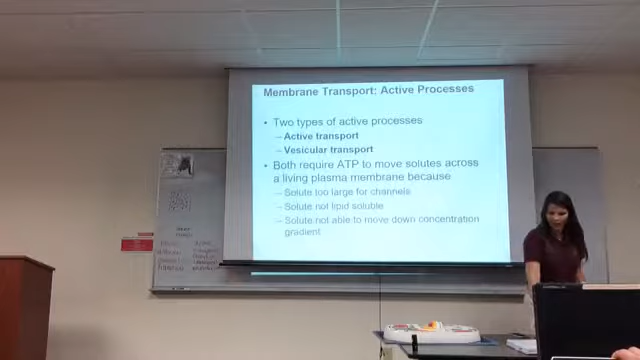 Membrane Transport: Active Processes
• Two types of active processes
– Active transport
– Vesicular transport
• Both require ATP to move solutes across
a living plasma membrane because
– Solute too large for channels
– Solute not lipid soluble
– Solute not able to move down concentration
gradient